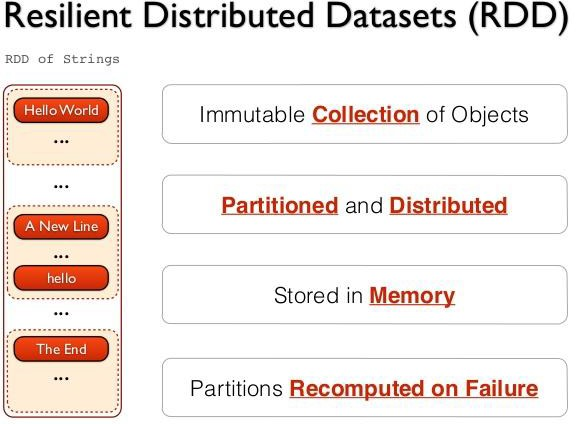 Resilient Distributed Datasets (RDD)
RDD of Strings
Hello World
...
...
A New Line
...
hello
...
The End
...
Immutable Collection of Objects
Partitioned and Distributed
Stored in Memory
Partitions Recomputed on Failure